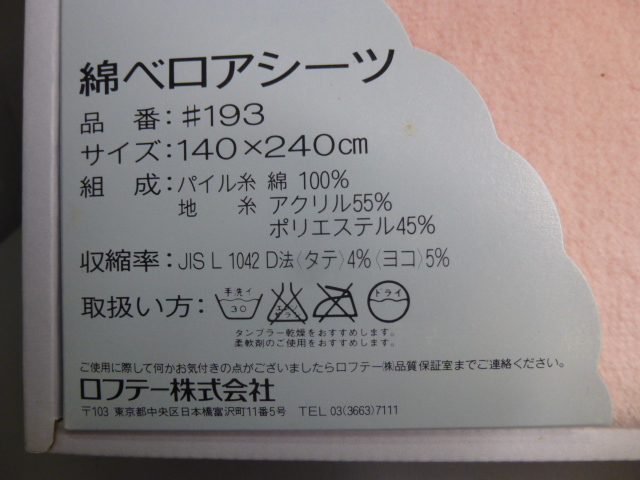 綿ベロアシーツ
品番:♯193
サイズ:140×240cm
組成:パイル糸 綿 100%
地糸 アクリル55%
ポリエステル45%
収縮率:JIS L 1042 D法〈タテ〉4%〈ヨコ〉5%
取扱い方: 手洗イ 30 ドライ
タンブラー乾燥をおすすめします。
柔軟剤のご使用をおすすめします。
ご使用に際して何かお気付きの点がございましたらロフテー㈱品質保証室までご連絡ください。
ロフテー株式会社
〒103 東京都中央区日本橋富沢町11番5号 TEL 03(3663)7111